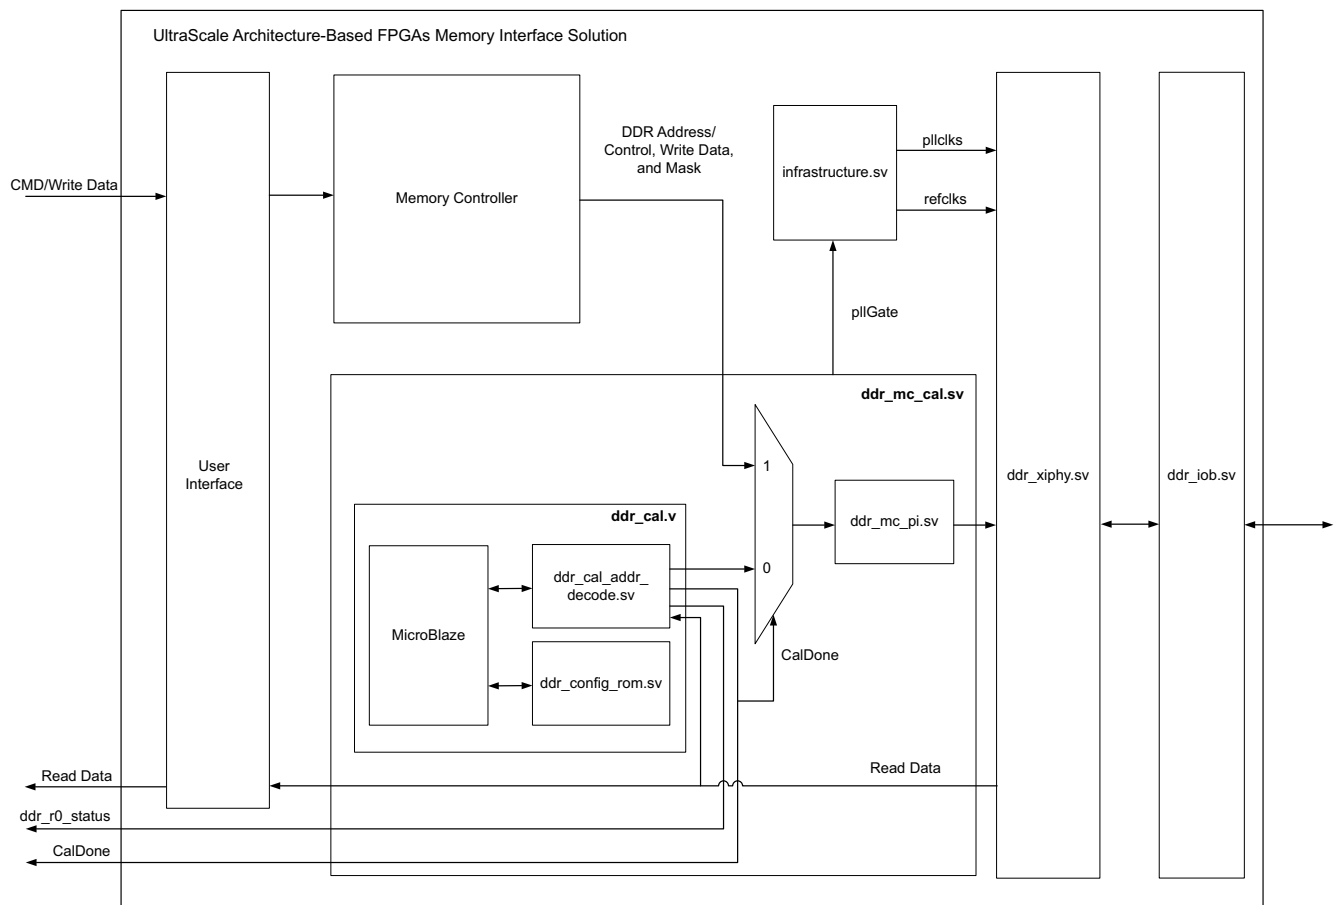 UltraScale Architecture-Based FPGAs Memory Interface Solution
CMD/Write Data
User
Interface
Memory Controller
DDR Address/
Control, Write Data,
and Mask
infrastructure.sv
pllclks
refclks
pllGate
ddr_mc_cal.sv
1
0
ddr_mc_pi.sv
ddr_xiphy.sv
ddr_iob.sv
ddr_cal.v
MicroBlaze
ddr_cal_addr_
decode.sv
ddr_config_rom.sv
CalDone
Read Data
Read Data
ddr_r0_status
CalDone